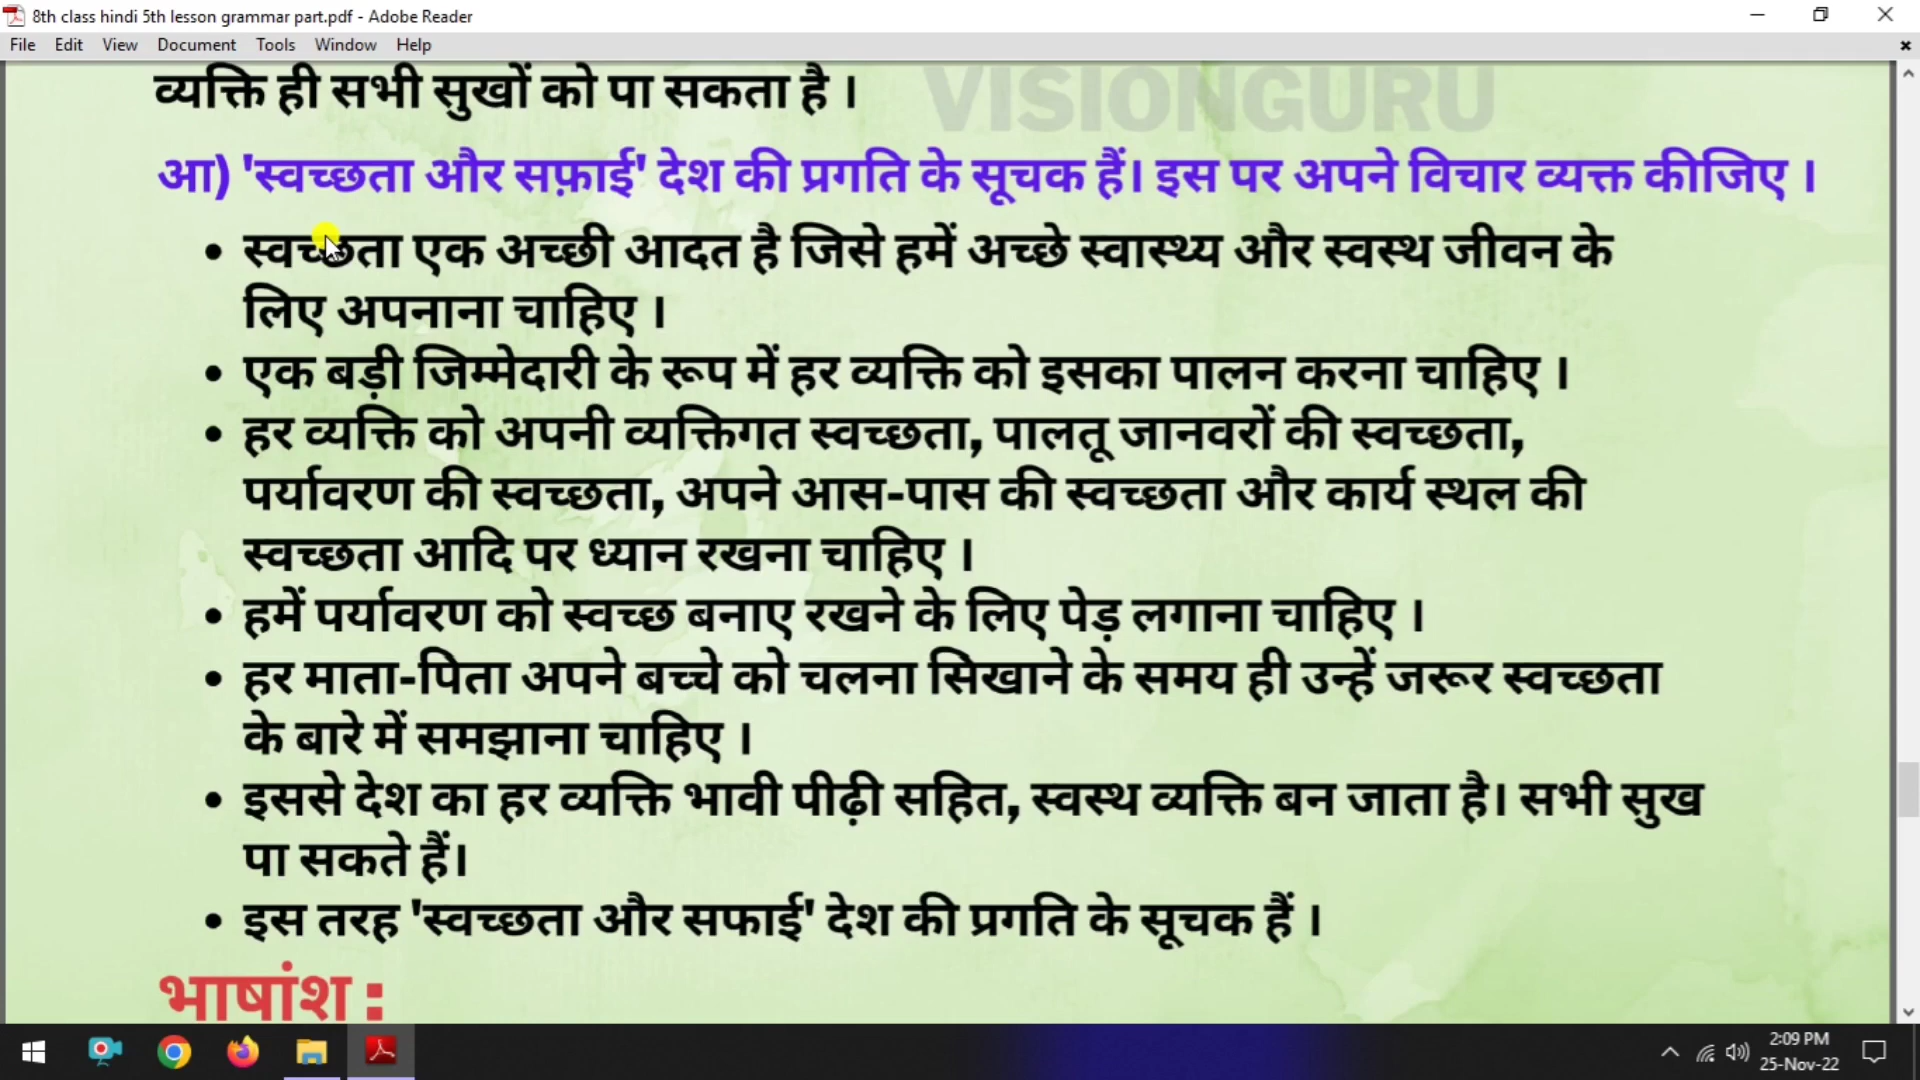 8th class hindi 5th lesson grammar part.pdf - Adobe Reader
File Edit View Document Tools Window Help
VISIONGURU
व्यक्ति ही सभी सुखों को पा सकता है ।
आ) 'स्वच्छता और सफ़ाई' देश की प्रगति के सूचक हैं। इस पर अपने विचार व्यक्त कीजिए ।
• स्वच्छता एक अच्छी आदत है जिसे हमें अच्छे स्वास्थ्य और स्वस्थ जीवन के
लिए अपनाना चाहिए ।
• एक बड़ी जिम्मेदारी के रूप में हर व्यक्ति को इसका पालन करना चाहिए ।
• हर व्यक्ति को अपनी व्यक्तिगत स्वच्छता, पालतू जानवरों की स्वच्छता,
पर्यावरण की स्वच्छता, अपने आस-पास की स्वच्छता और कार्य स्थल की
स्वच्छता आदि पर ध्यान रखना चाहिए ।
• हमें पर्यावरण को स्वच्छ बनाए रखने के लिए पेड़ लगाना चाहिए ।
• हर माता-पिता अपने बच्चे को चलना सिखाने के समय ही उन्हें जरूर स्वच्छता
के बारे में समझाना चाहिए ।
• इससे देश का हर व्यक्ति भावी पीढ़ी सहित, स्वस्थ व्यक्ति बन जाता है। सभी सुख
पा सकते हैं।
• इस तरह 'स्वच्छता और सफाई' देश की प्रगति के सूचक हैं ।
भाषांश :
2:09 PM
25-Nov-22